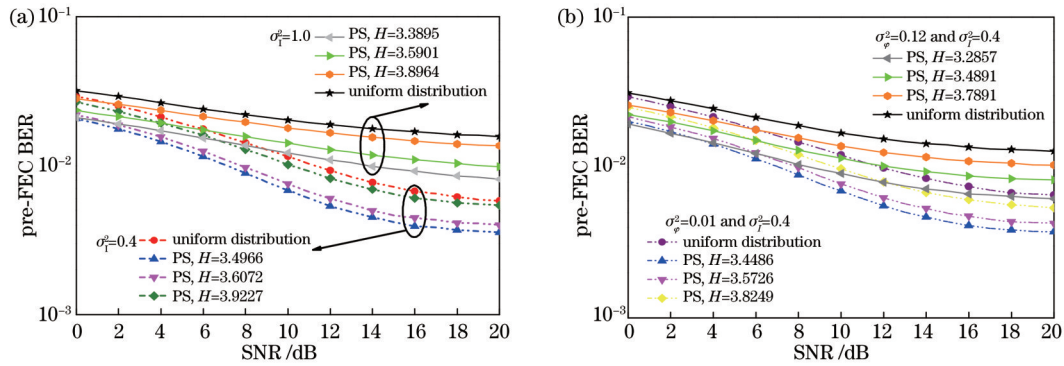 (a)
10⁻¹
10⁻²
10⁻³
pre-FEC BER
σ_I²=1.0
PS, H=3.3895
PS, H=3.5901
PS, H=3.8964
uniform distribution
σ_I²=0.4
uniform distribution
PS, H=3.4966
PS, H=3.6072
PS, H=3.9227
0 2 4 6 8 10 12 14 16 18 20
SNR /dB
(b)
10⁻¹
10⁻²
10⁻³
pre-FEC BER
σ_φ²=0.12 and σ_I²=0.4
PS, H=3.2857
PS, H=3.4891
PS, H=3.7891
uniform distribution
σ_φ²=0.01 and σ_I²=0.4
uniform distribution
PS, H=3.4486
PS, H=3.5726
PS, H=3.8249
0 2 4 6 8 10 12 14 16 18 20
SNR /dB